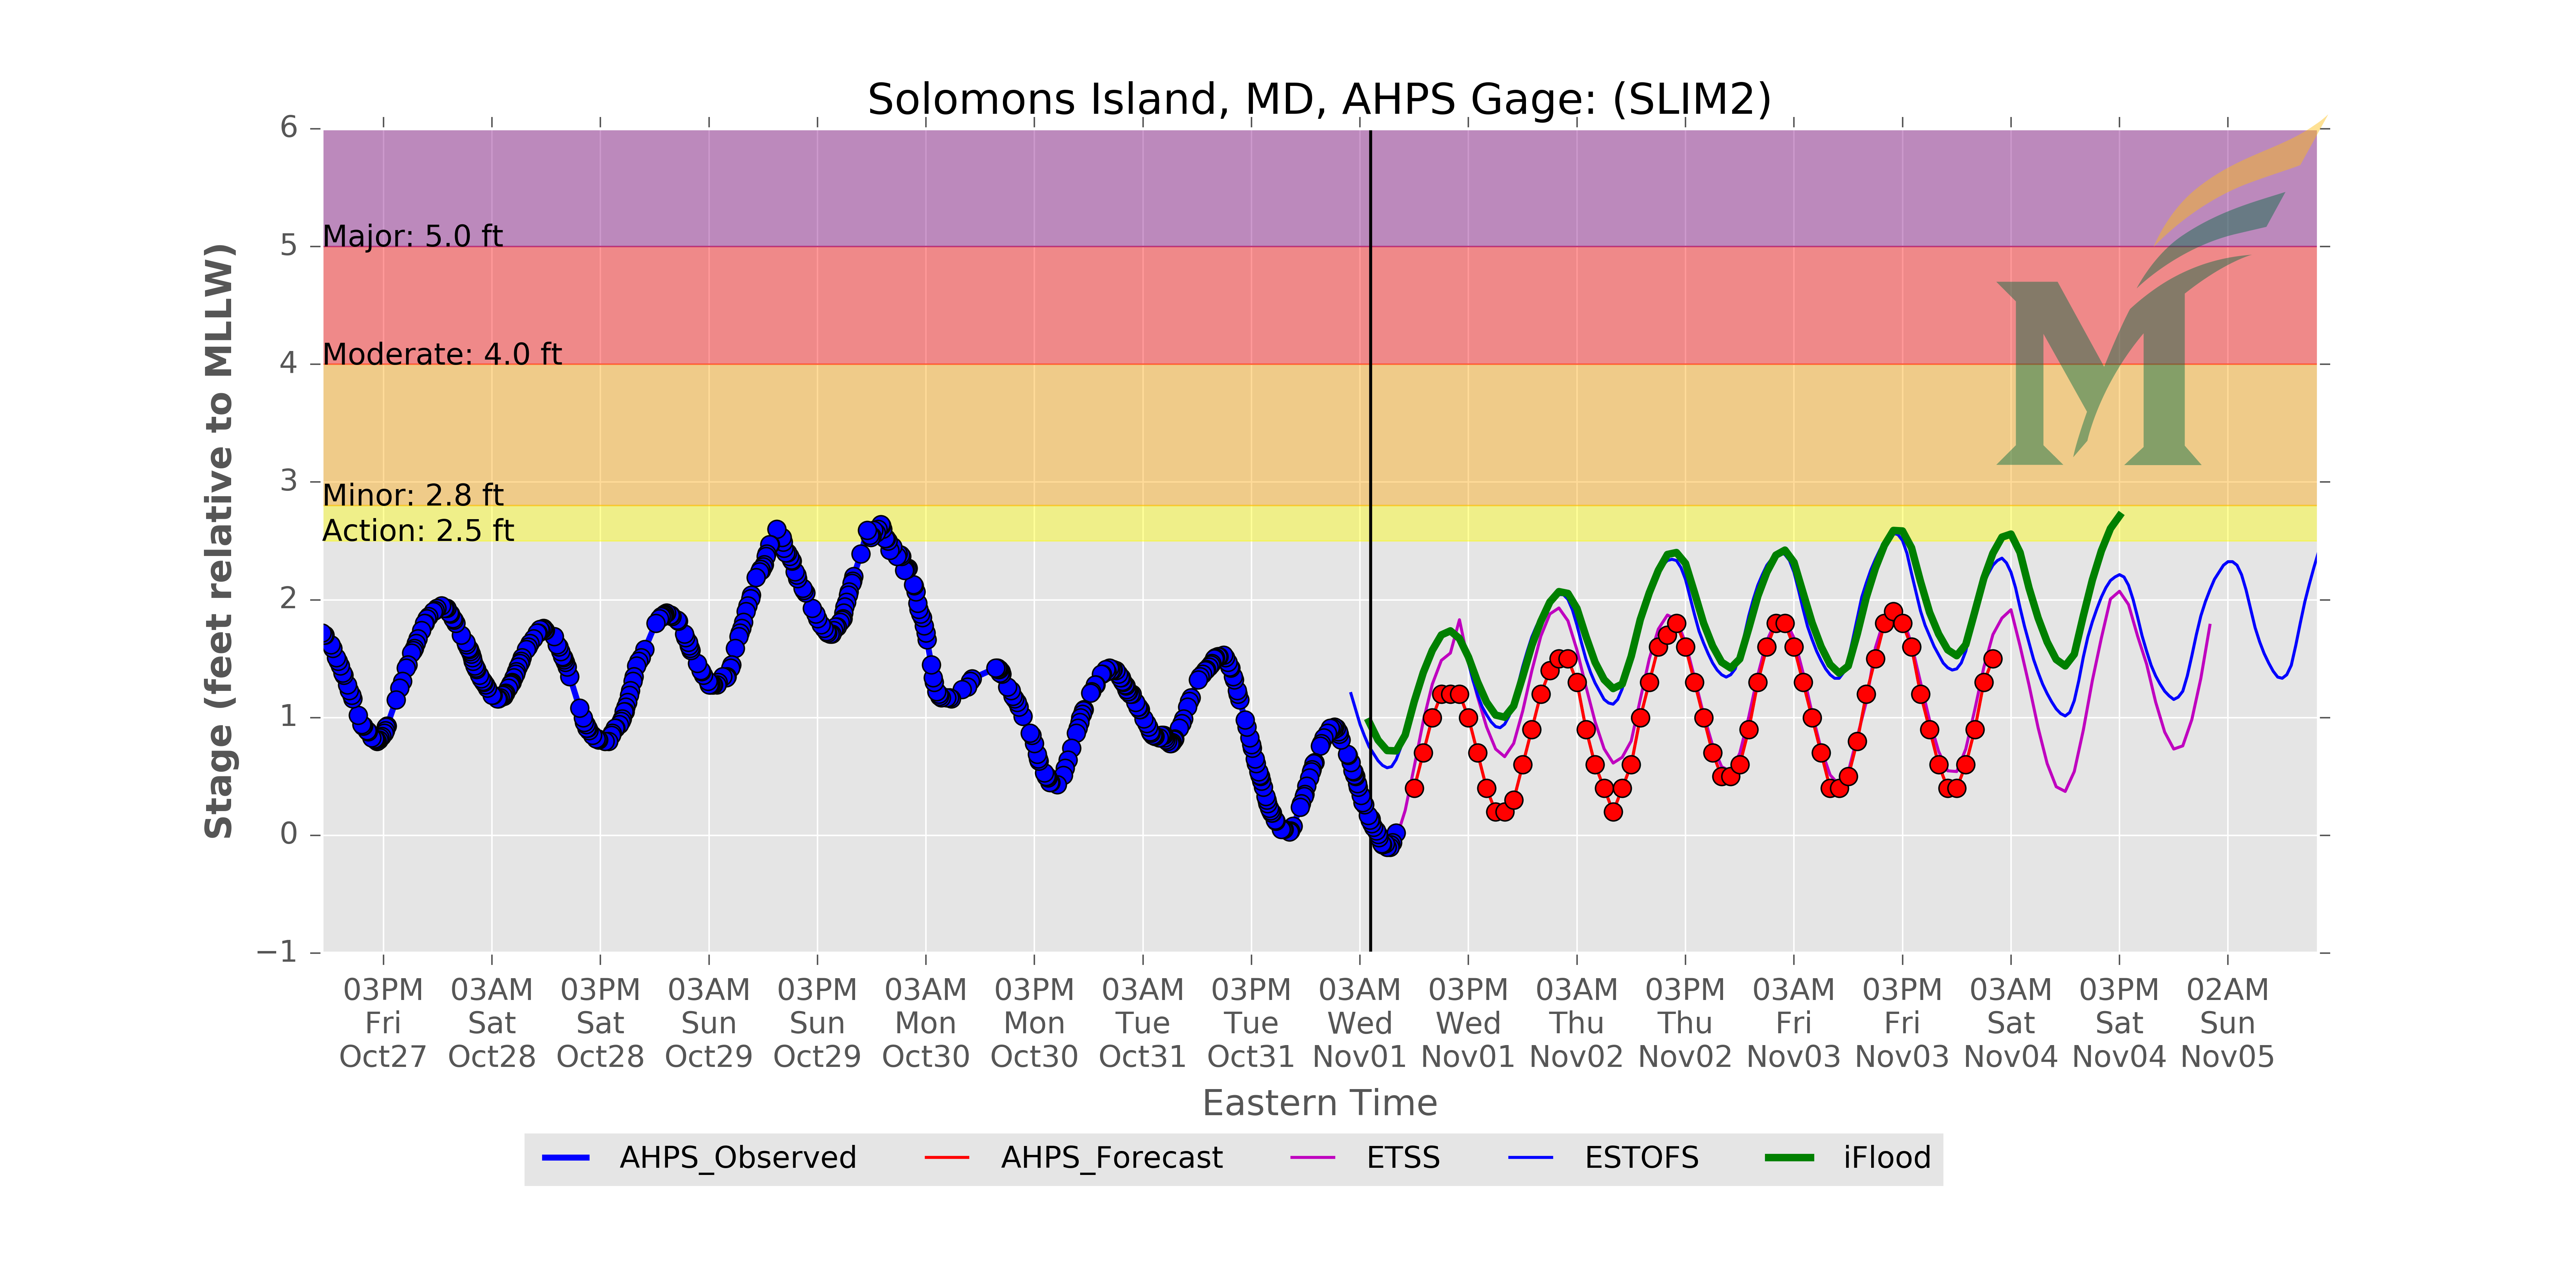 Solomons Island, MD, AHPS Gage: (SLIM2)
6
5
4
3
2
1
0
−1
Stage (feet relative to MLLW)
Major: 5.0 ft
Moderate: 4.0 ft
Minor: 2.8 ft
Action: 2.5 ft
M
03PM 03AM 03PM 03AM 03PM 03AM 03PM 03AM 03PM 03AM 03PM 03AM 03PM 03AM 03PM 03AM 03PM 02AM
Fri Sat Sat Sun Sun Mon Mon Tue Tue Wed Wed Thu Thu Fri Fri Sat Sat Sun
Oct27 Oct28 Oct28 Oct29 Oct29 Oct30 Oct30 Oct31 Oct31 Nov01 Nov01 Nov02 Nov02 Nov03 Nov03 Nov04 Nov04 Nov05
Eastern Time
AHPS_Observed AHPS_Forecast ETSS ESTOFS iFlood